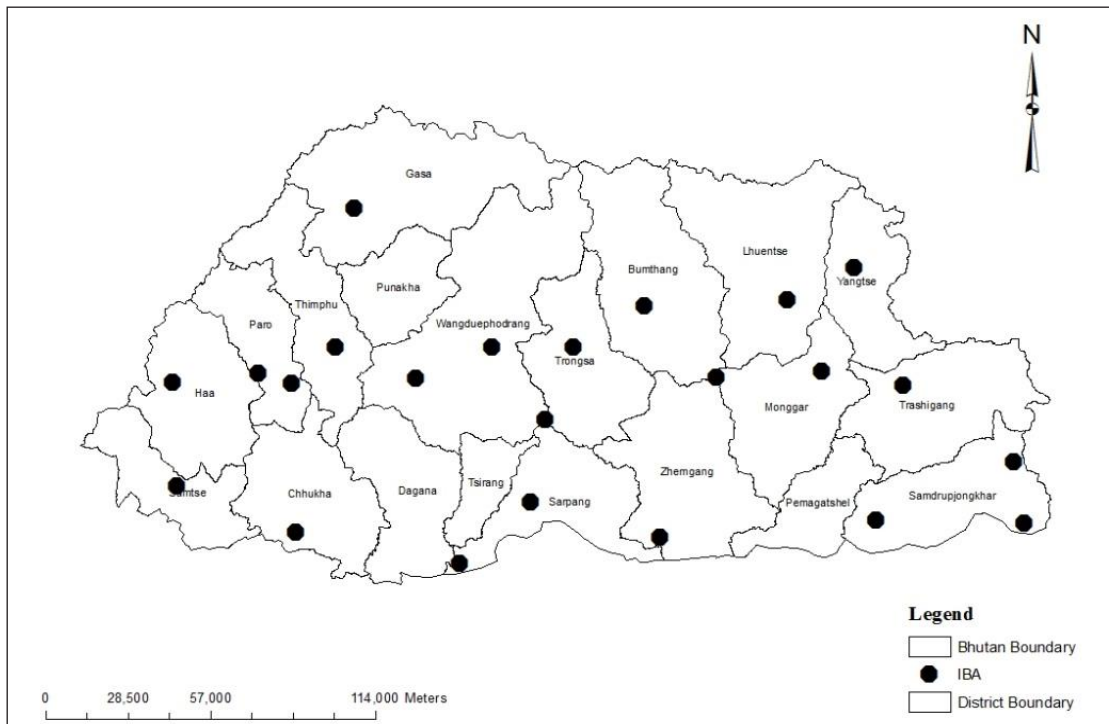 N
Gasa
Lhuentse
Bumthang
Yangtse
Punakha
Thimphu
Paro
Wangduephodrang
Trongsa
Haa
Trashigang
Monggar
Zhemgang
Samtse
Chhukha
Dagana
Tsirang
Sarpang
Pemagatshel
Samdrupjongkhar
Legend
Bhutan Boundary
IBA
District Boundary
0 28,500 57,000 114,000 Meters